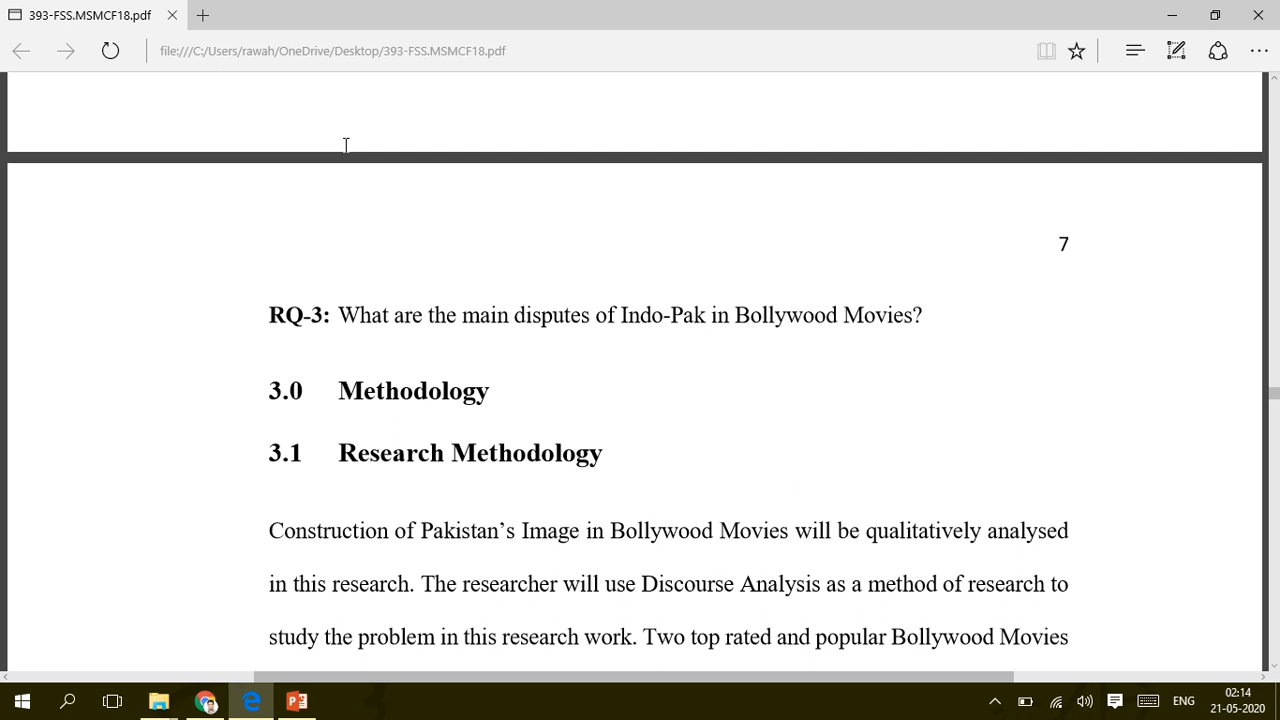 393-FSS.MSMCF18.pdf
file:///C:/Users/rawah/OneDrive/Desktop/393-FSS.MSMCF18.pdf
7
RQ-3: What are the main disputes of Indo-Pak in Bollywood Movies?
3.0 Methodology
3.1 Research Methodology
Construction of Pakistan’s Image in Bollywood Movies will be qualitatively analysed
in this research. The researcher will use Discourse Analysis as a method of research to
study the problem in this research work. Two top rated and popular Bollywood Movies
ENG
02:14
21-05-2020